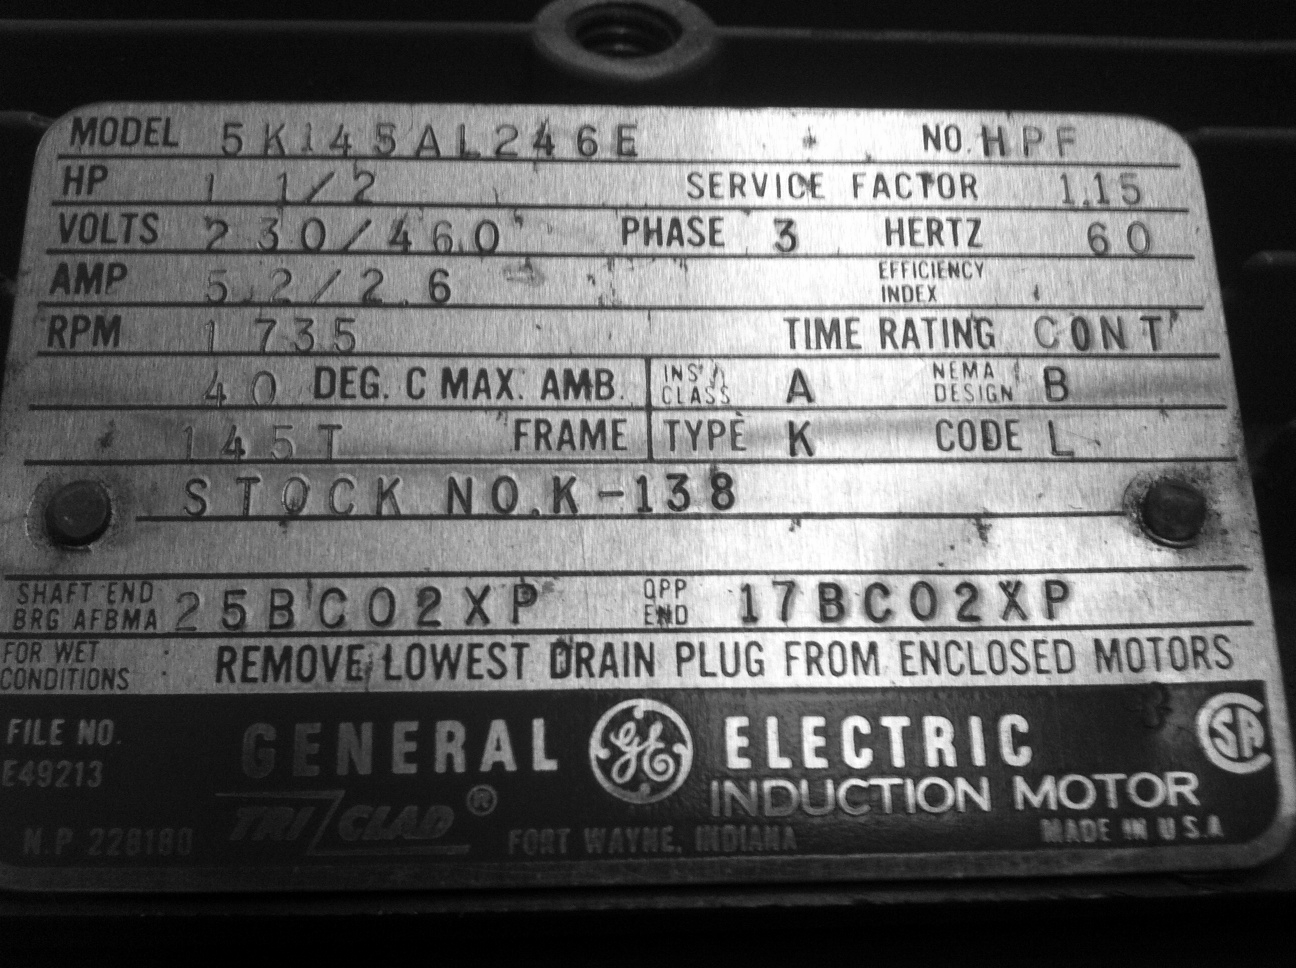 MODEL 5K145AL246E NO. HPF
HP 1 1/2 SERVICE FACTOR 1.15
VOLTS 230/460 PHASE 3 HERTZ 60
AMP 5.2/2.6 EFFICIENCY INDEX
RPM 1735 TIME RATING CONT
40 DEG. C MAX. AMB. INS'N CLASS A NEMA DESIGN B
145T FRAME TYPE K CODE L
STOCK NO. K-138
SHAFT END BRG AFBMA 25BC02XP OPP END 17BC02XP
FOR WET CONDITIONS : REMOVE LOWEST DRAIN PLUG FROM ENCLOSED MOTORS
FILE NO. E49213
GENERAL GE ELECTRIC SA
INDUCTION MOTOR
TRI/CLAD ®
N.P 228180 FORT WAYNE, INDIANA MADE IN U.S.A